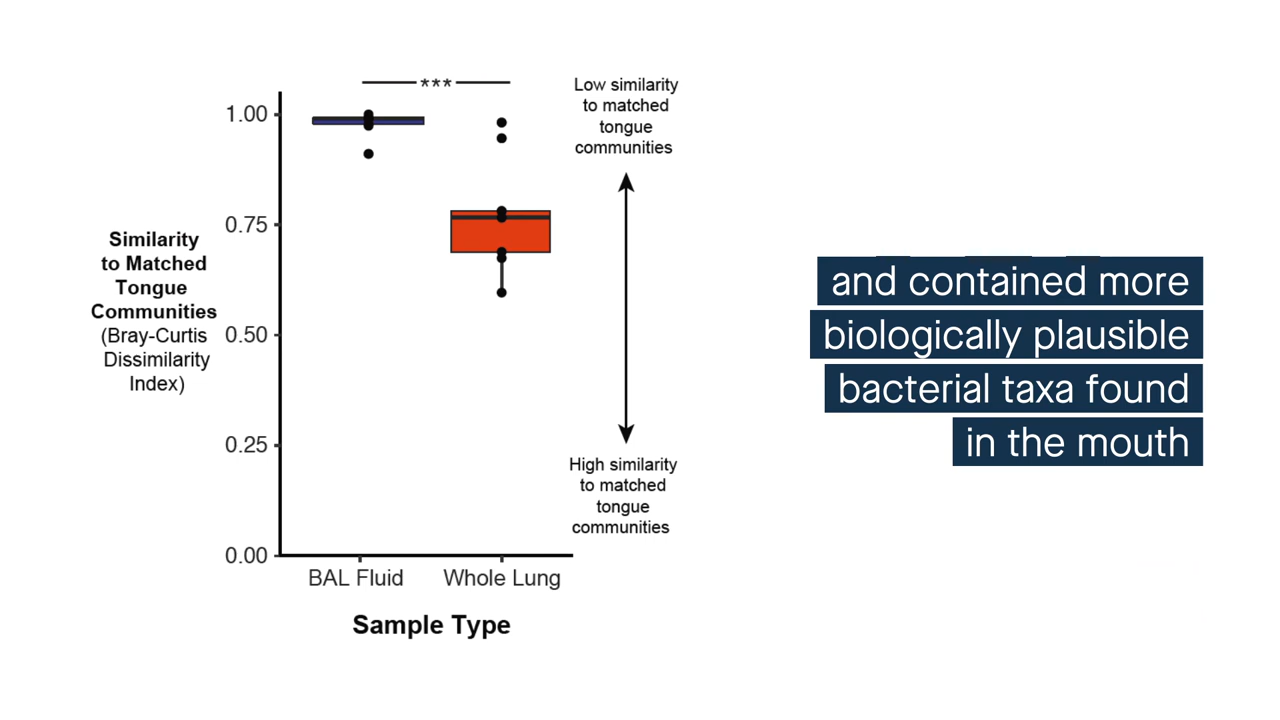 ***
Low similarity
to matched
tongue
communities
1.00
0.75
0.50
0.25
0.00
Similarity
to Matched
Tongue
Communities
(Bray-Curtis
Dissimilarity
Index)
High similarity
to matched
tongue
communities
BAL Fluid
Whole Lung
Sample Type
and contained more
biologically plausible
bacterial taxa found
in the mouth